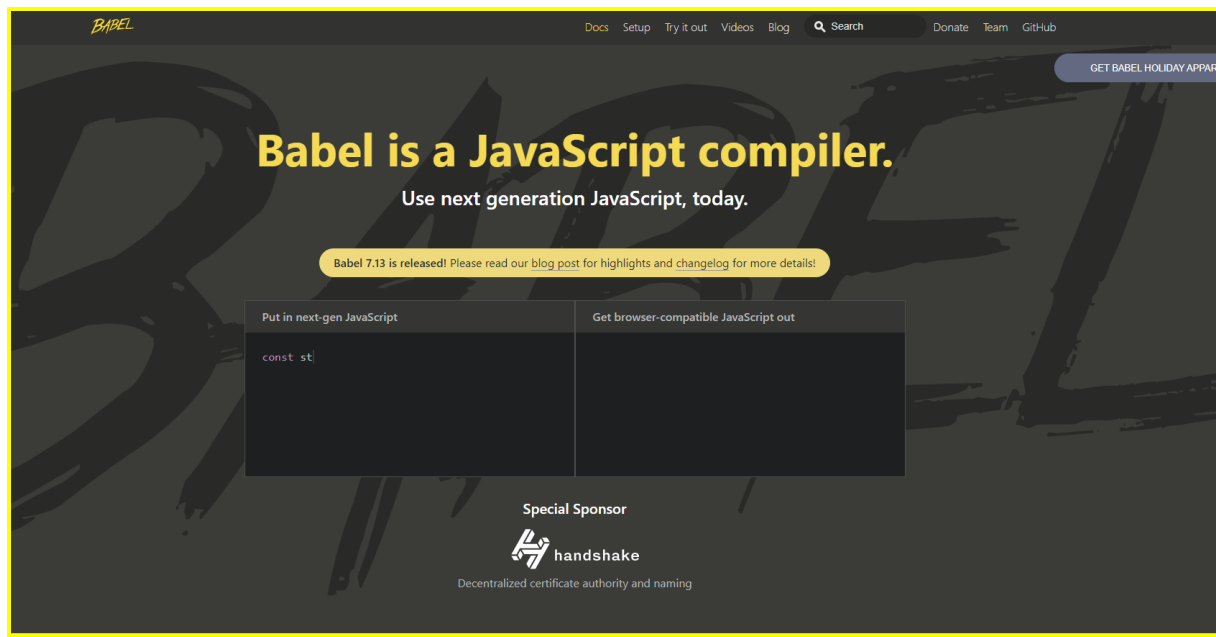 BABEL
Docs Setup Try it out Videos Blog Search Donate Team GitHub
GET BABEL HOLIDAY APPAR
BABEL
Babel is a JavaScript compiler.
Use next generation JavaScript, today.
Babel 7.13 is released! Please read our blog post for highlights and changelog for more details!
Put in next-gen JavaScript
Get browser-compatible JavaScript out
const st
Special Sponsor
handshake
Decentralized certificate authority and naming